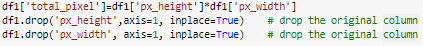 df1['total_pixel']=df1['px_height']*df1['px_width']
df1.drop('px_height',axis=1, inplace=True)    # drop the original column
df1.drop('px_width', axis=1, inplace=True)    # drop the original column